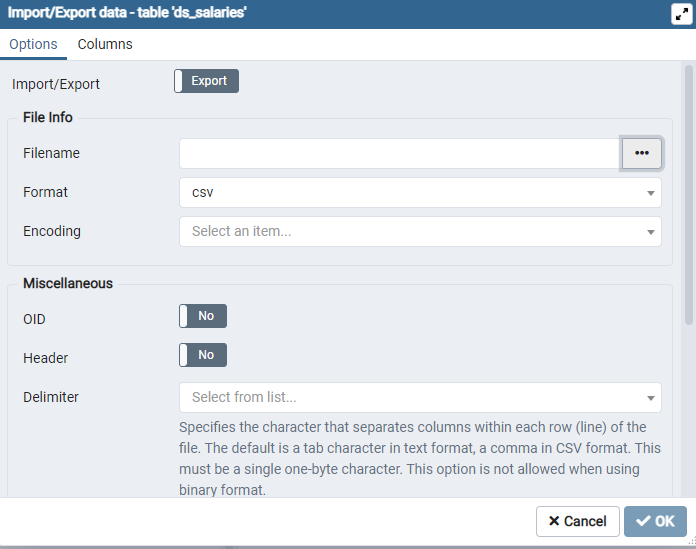 Import/Export data - table 'ds_salaries'
Options Columns
Import/Export Export
File Info
Filename
Format csv
Encoding Select an item...
Miscellaneous
OID No
Header No
Delimiter Select from list...
Specifies the character that separates columns within each row (line) of the
file. The default is a tab character in text format, a comma in CSV format. This
must be a single one-byte character. This option is not allowed when using
binary format.
Cancel OK